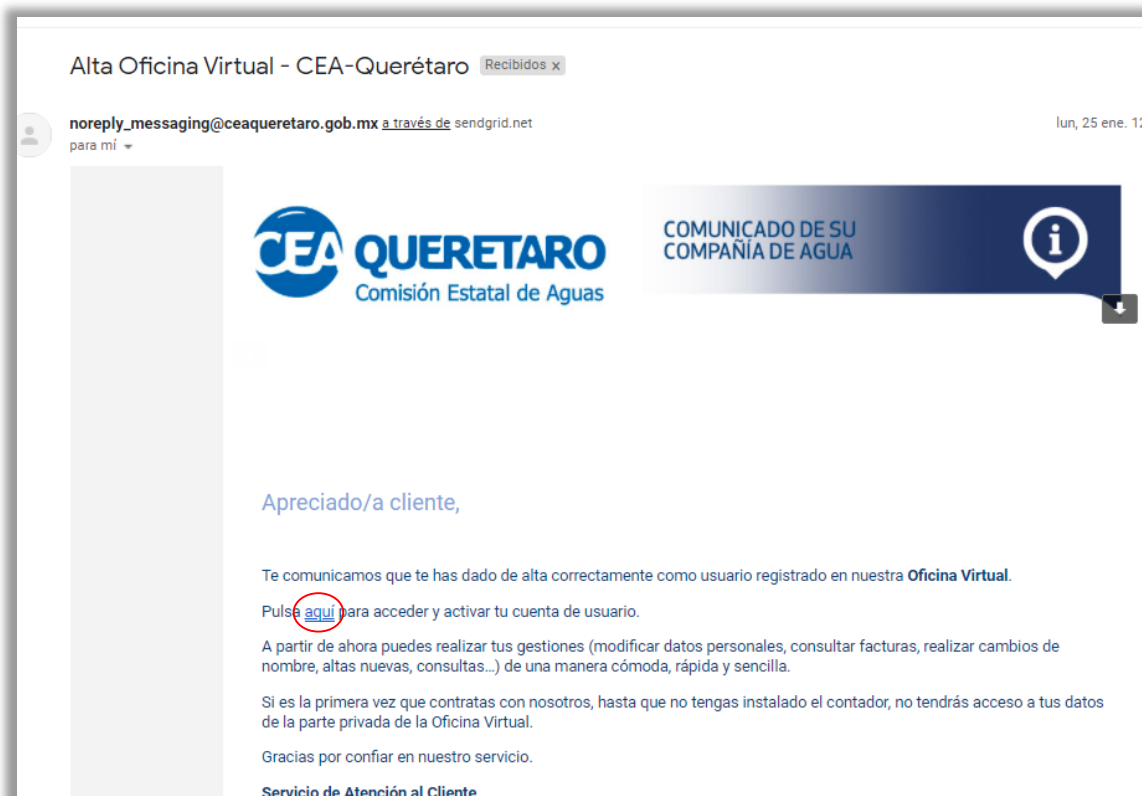 Alta Oficina Virtual - CEA-Querétaro Recibidos x
noreply_messaging@ceaqueretaro.gob.mx a través de sendgrid.net
lun, 25 ene. 12
para mí
CEA QUERETARO
Comisión Estatal de Aguas
COMUNICADO DE SU
COMPAÑÍA DE AGUA
i
Apreciado/a cliente,
Te comunicamos que te has dado de alta correctamente como usuario registrado en nuestra Oficina Virtual.
Pulsa aquí para acceder y activar tu cuenta de usuario.
A partir de ahora puedes realizar tus gestiones (modificar datos personales, consultar facturas, realizar cambios de
nombre, altas nuevas, consultas...) de una manera cómoda, rápida y sencilla.
Si es la primera vez que contratas con nosotros, hasta que no tengas instalado el contador, no tendrás acceso a tus datos
de la parte privada de la Oficina Virtual.
Gracias por confiar en nuestro servicio.
Servicio de Atención al Cliente